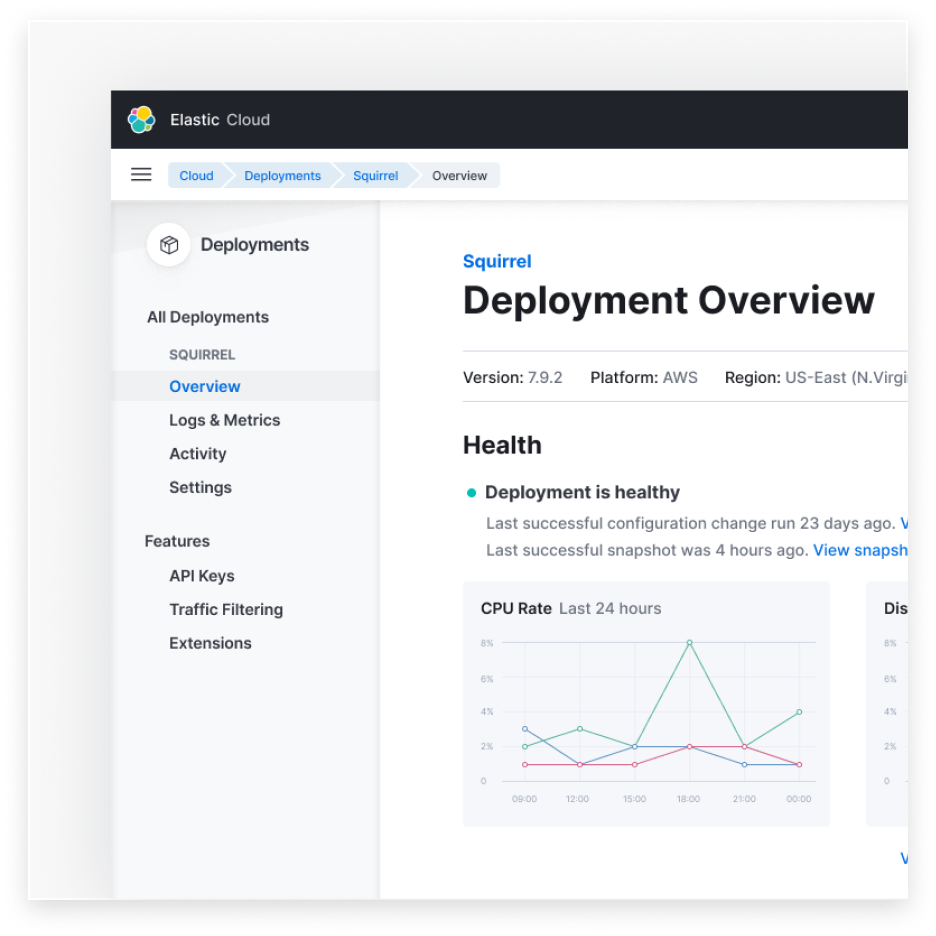 Elastic Cloud
Cloud Deployments Squirrel Overview
Deployments
All Deployments
SQUIRREL
Overview
Logs & Metrics
Activity
Settings
Features
API Keys
Traffic Filtering
Extensions
Squirrel
Deployment Overview
Version: 7.9.2 Platform: AWS Region: US-East (N.Virgi
Health
Deployment is healthy
Last successful configuration change run 23 days ago. V
Last successful snapshot was 4 hours ago. View snapsh
CPU Rate Last 24 hours
8%
6%
4%
2%
0
09:00 12:00 15:00 18:00 21:00 00:00
Dis
8%
6%
4%
2%
0
V